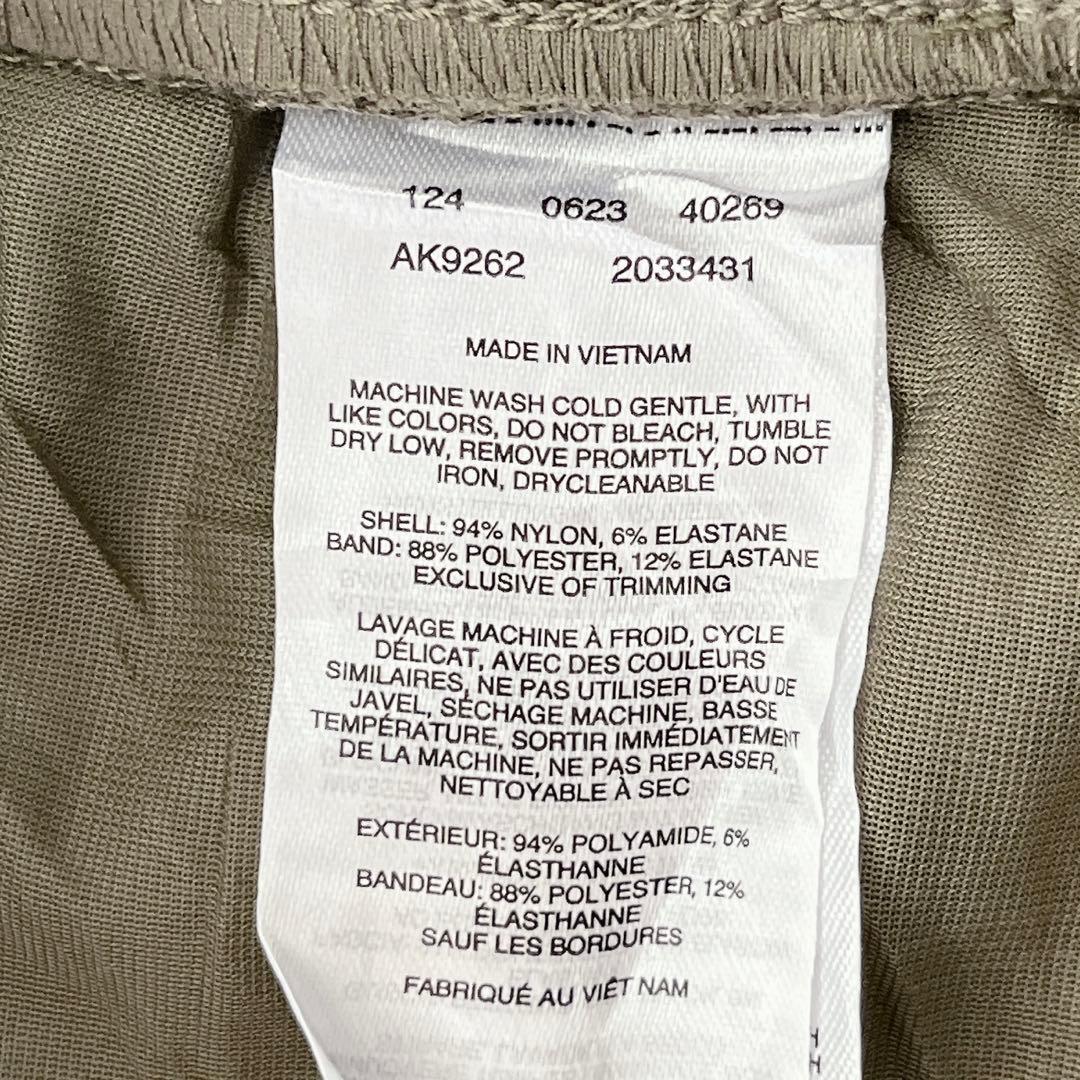 124 0623 40269
AK9262 2033431
MADE IN VIETNAM
MACHINE WASH COLD GENTLE, WITH
LIKE COLORS, DO NOT BLEACH, TUMBLE
DRY LOW, REMOVE PROMPTLY, DO NOT
IRON, DRYCLEANABLE
SHELL: 94% NYLON, 6% ELASTANE
BAND: 88% POLYESTER, 12% ELASTANE
EXCLUSIVE OF TRIMMING
LAVAGE MACHINE À FROID, CYCLE
DÉLICAT, AVEC DES COULEURS
SIMILAIRES, NE PAS UTILISER D'EAU DE
JAVEL, SÉCHAGE MACHINE, BASSE
TEMPÉRATURE, SORTIR IMMÉDIATEMENT
DE LA MACHINE, NE PAS REPASSER,
NETTOYABLE À SEC
EXTÉRIEUR: 94% POLYAMIDE, 6%
ÉLASTHANNE
BANDEAU: 88% POLYESTER, 12%
ÉLASTHANNE
SAUF LES BORDURES
FABRIQUÉ AU VIÊT NAM